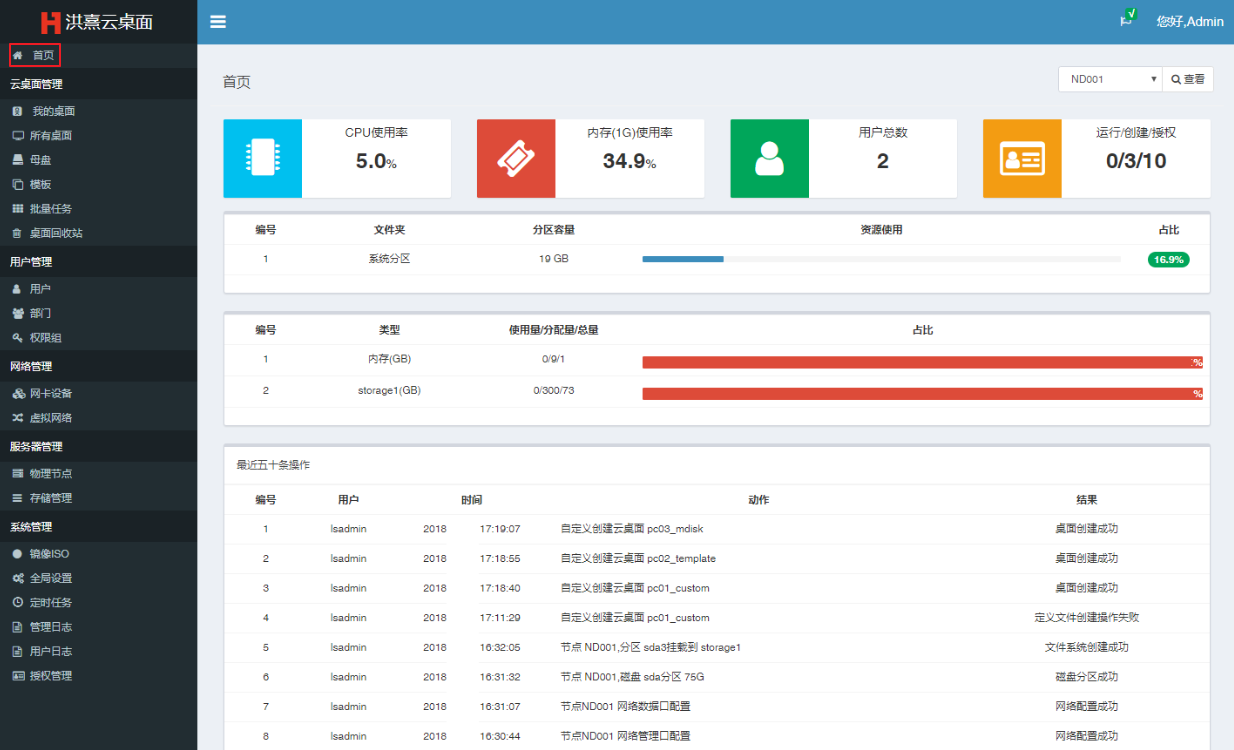 洪熹云桌面
您好,Admin
首页
云桌面管理
我的桌面
所有桌面
母盘
模板
批量任务
桌面回收站
用户管理
用户
部门
权限组
网络管理
网卡设备
虚拟网络
服务器管理
物理节点
存储管理
系统管理
镜像ISO
全局设置
定时任务
管理日志
用户日志
授权管理
首页
ND001 查看
CPU使用率
5.0%
内存(1G)使用率
34.9%
用户总数
2
运行/创建/授权
0/3/10
编号 文件夹 分区容量 资源使用 占比
1 系统分区 19 GB 16.9%
编号 类型 使用量/分配量/总量 占比
1 内存(GB) 0/9/1 %
2 storage1(GB) 0/300/73 %
最近五十条操作
编号 用户 时间 动作 结果
1 lsadmin 2018 17:19:07 自定义创建云桌面 pc03_mdisk 桌面创建成功
2 lsadmin 2018 17:18:55 自定义创建云桌面 pc02_template 桌面创建成功
3 lsadmin 2018 17:18:40 自定义创建云桌面 pc01_custom 桌面创建成功
4 lsadmin 2018 17:11:29 自定义创建云桌面 pc01_custom 定义文件创建操作失败
5 lsadmin 2018 16:32:05 节点 ND001,分区 sda3挂载到 storage1 文件系统创建成功
6 lsadmin 2018 16:31:32 节点 ND001,磁盘 sda分区 75G 磁盘分区成功
7 lsadmin 2018 16:31:07 节点ND001 网络数据口配置 网络配置成功
8 lsadmin 2018 16:30:44 节点ND001 网络管理口配置 网络配置成功